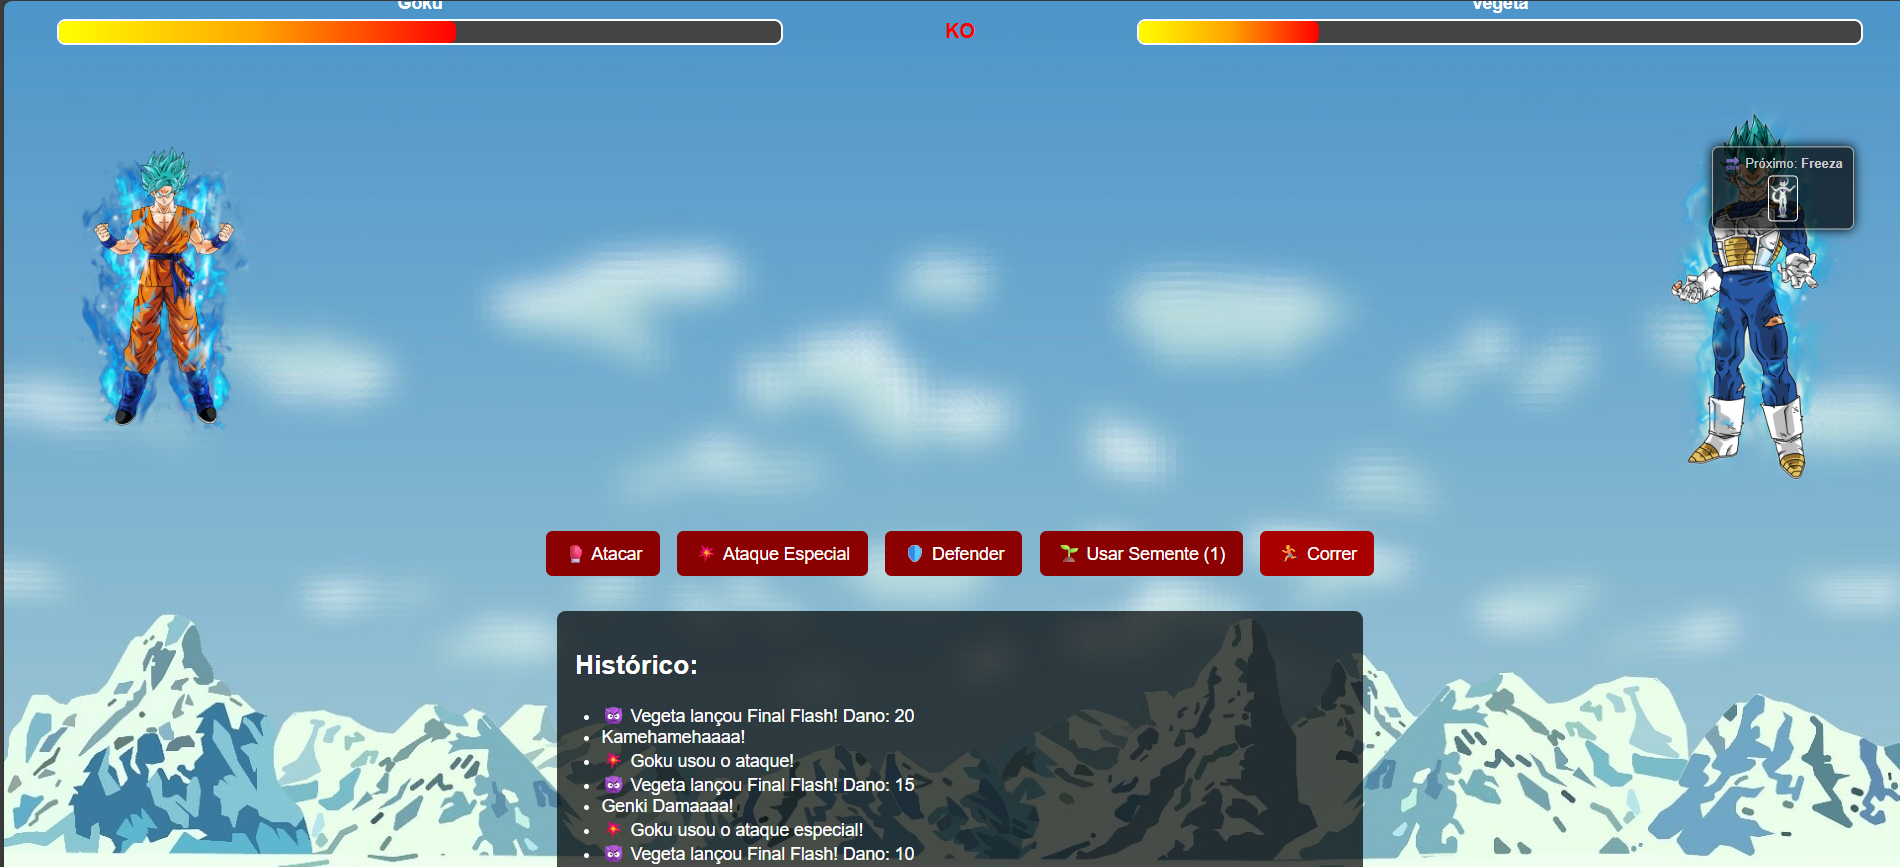 Goku
Vegeta
KO
Próximo: Freeza
Atacar
Ataque Especial
Defender
Usar Semente (1)
Correr
Histórico:
Vegeta lançou Final Flash! Dano: 20
Kamehamehaaaa!
Goku usou o ataque!
Vegeta lançou Final Flash! Dano: 15
Genki Damaaaa!
Goku usou o ataque especial!
Vegeta lançou Final Flash! Dano: 10